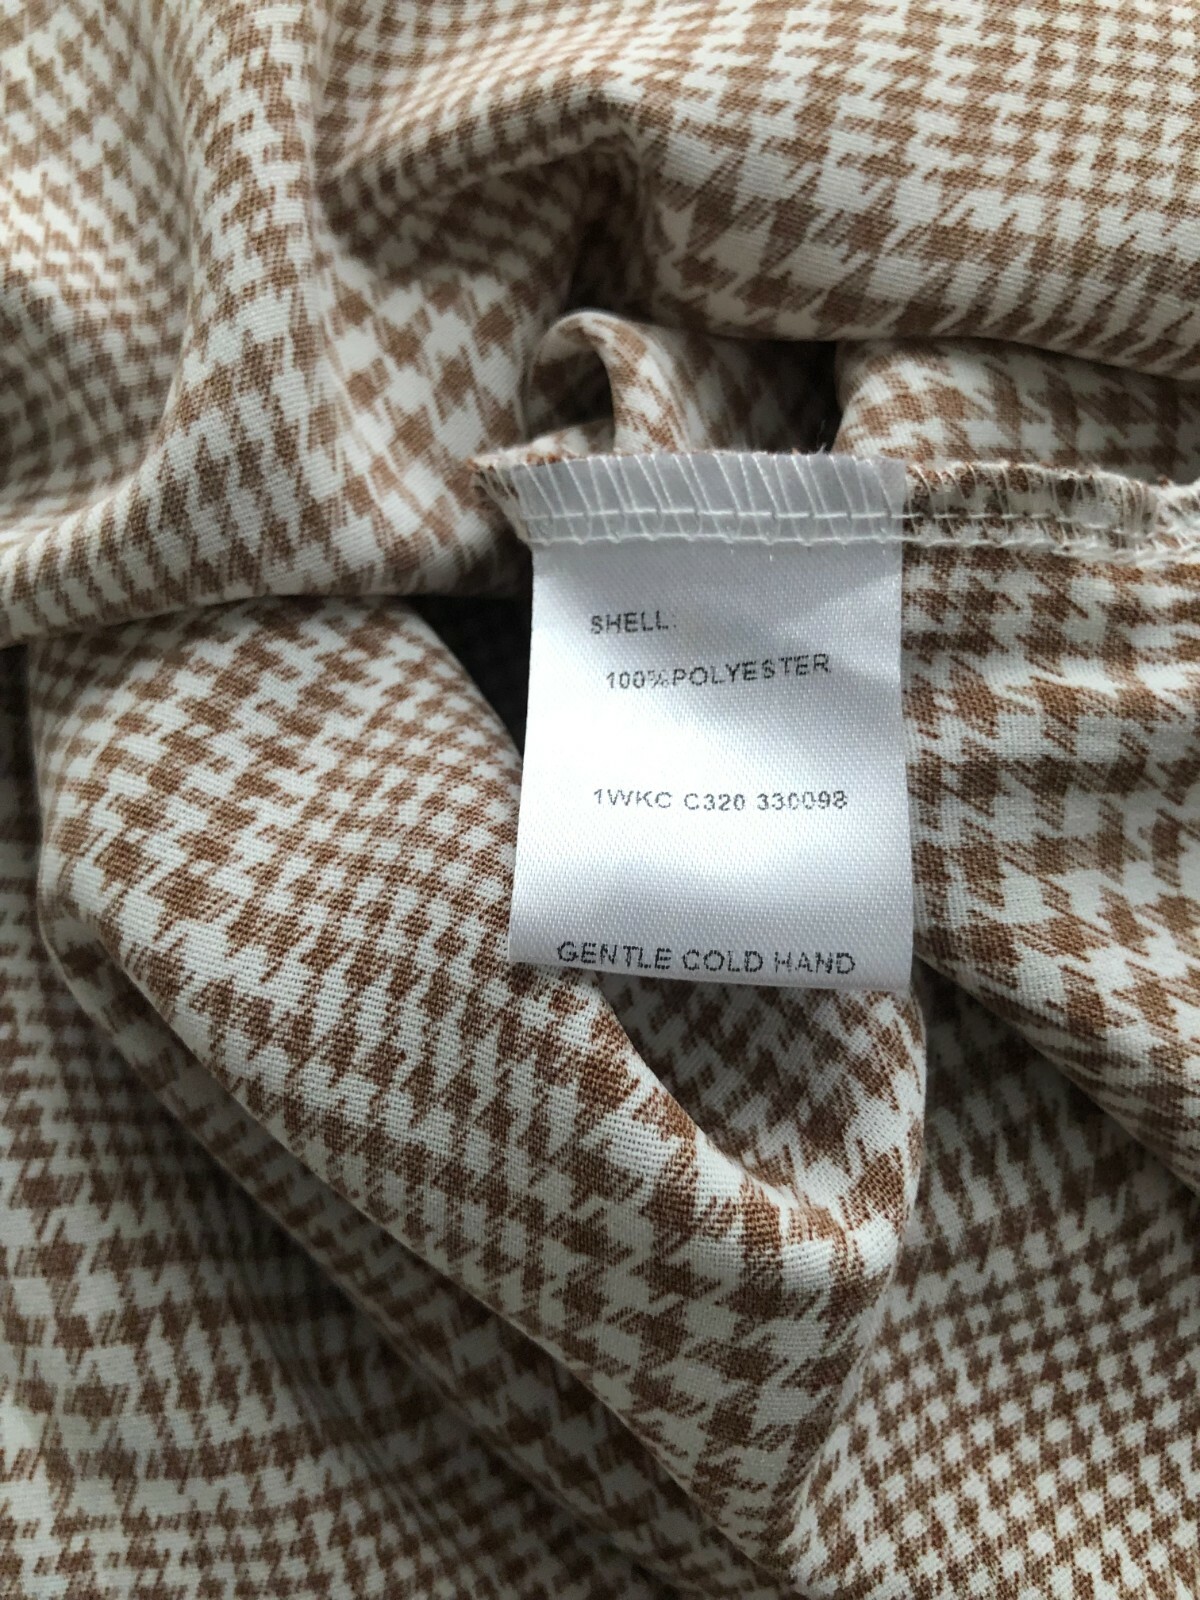 SHELL:
100%POLYESTER
1WKC C320 330098
GENTLE COLD HAND